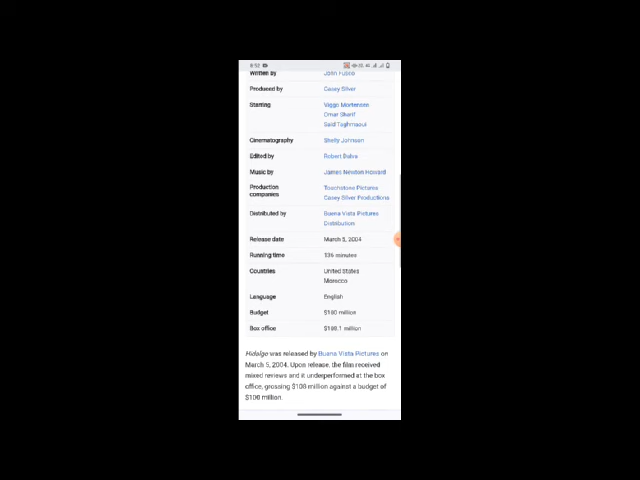 8:52
4G
Written by John Fusco
Produced by Casey Silver
Starring Viggo Mortensen
Omar Sharif
Said Taghmaoui
Cinematography Shelly Johnson
Edited by Robert Dalva
Music by James Newton Howard
Production Touchstone Pictures
companies Casey Silver Productions
Distributed by Buena Vista Pictures
Distribution
Release date March 5, 2004
Running time 136 minutes
Countries United States
Morocco
Language English
Budget $100 million
Box office $108.1 million
Hidalgo was released by Buena Vista Pictures on
March 5, 2004. Upon release, the film received
mixed reviews and it underperformed at the box
office, grossing $108 million against a budget of
$100 million.